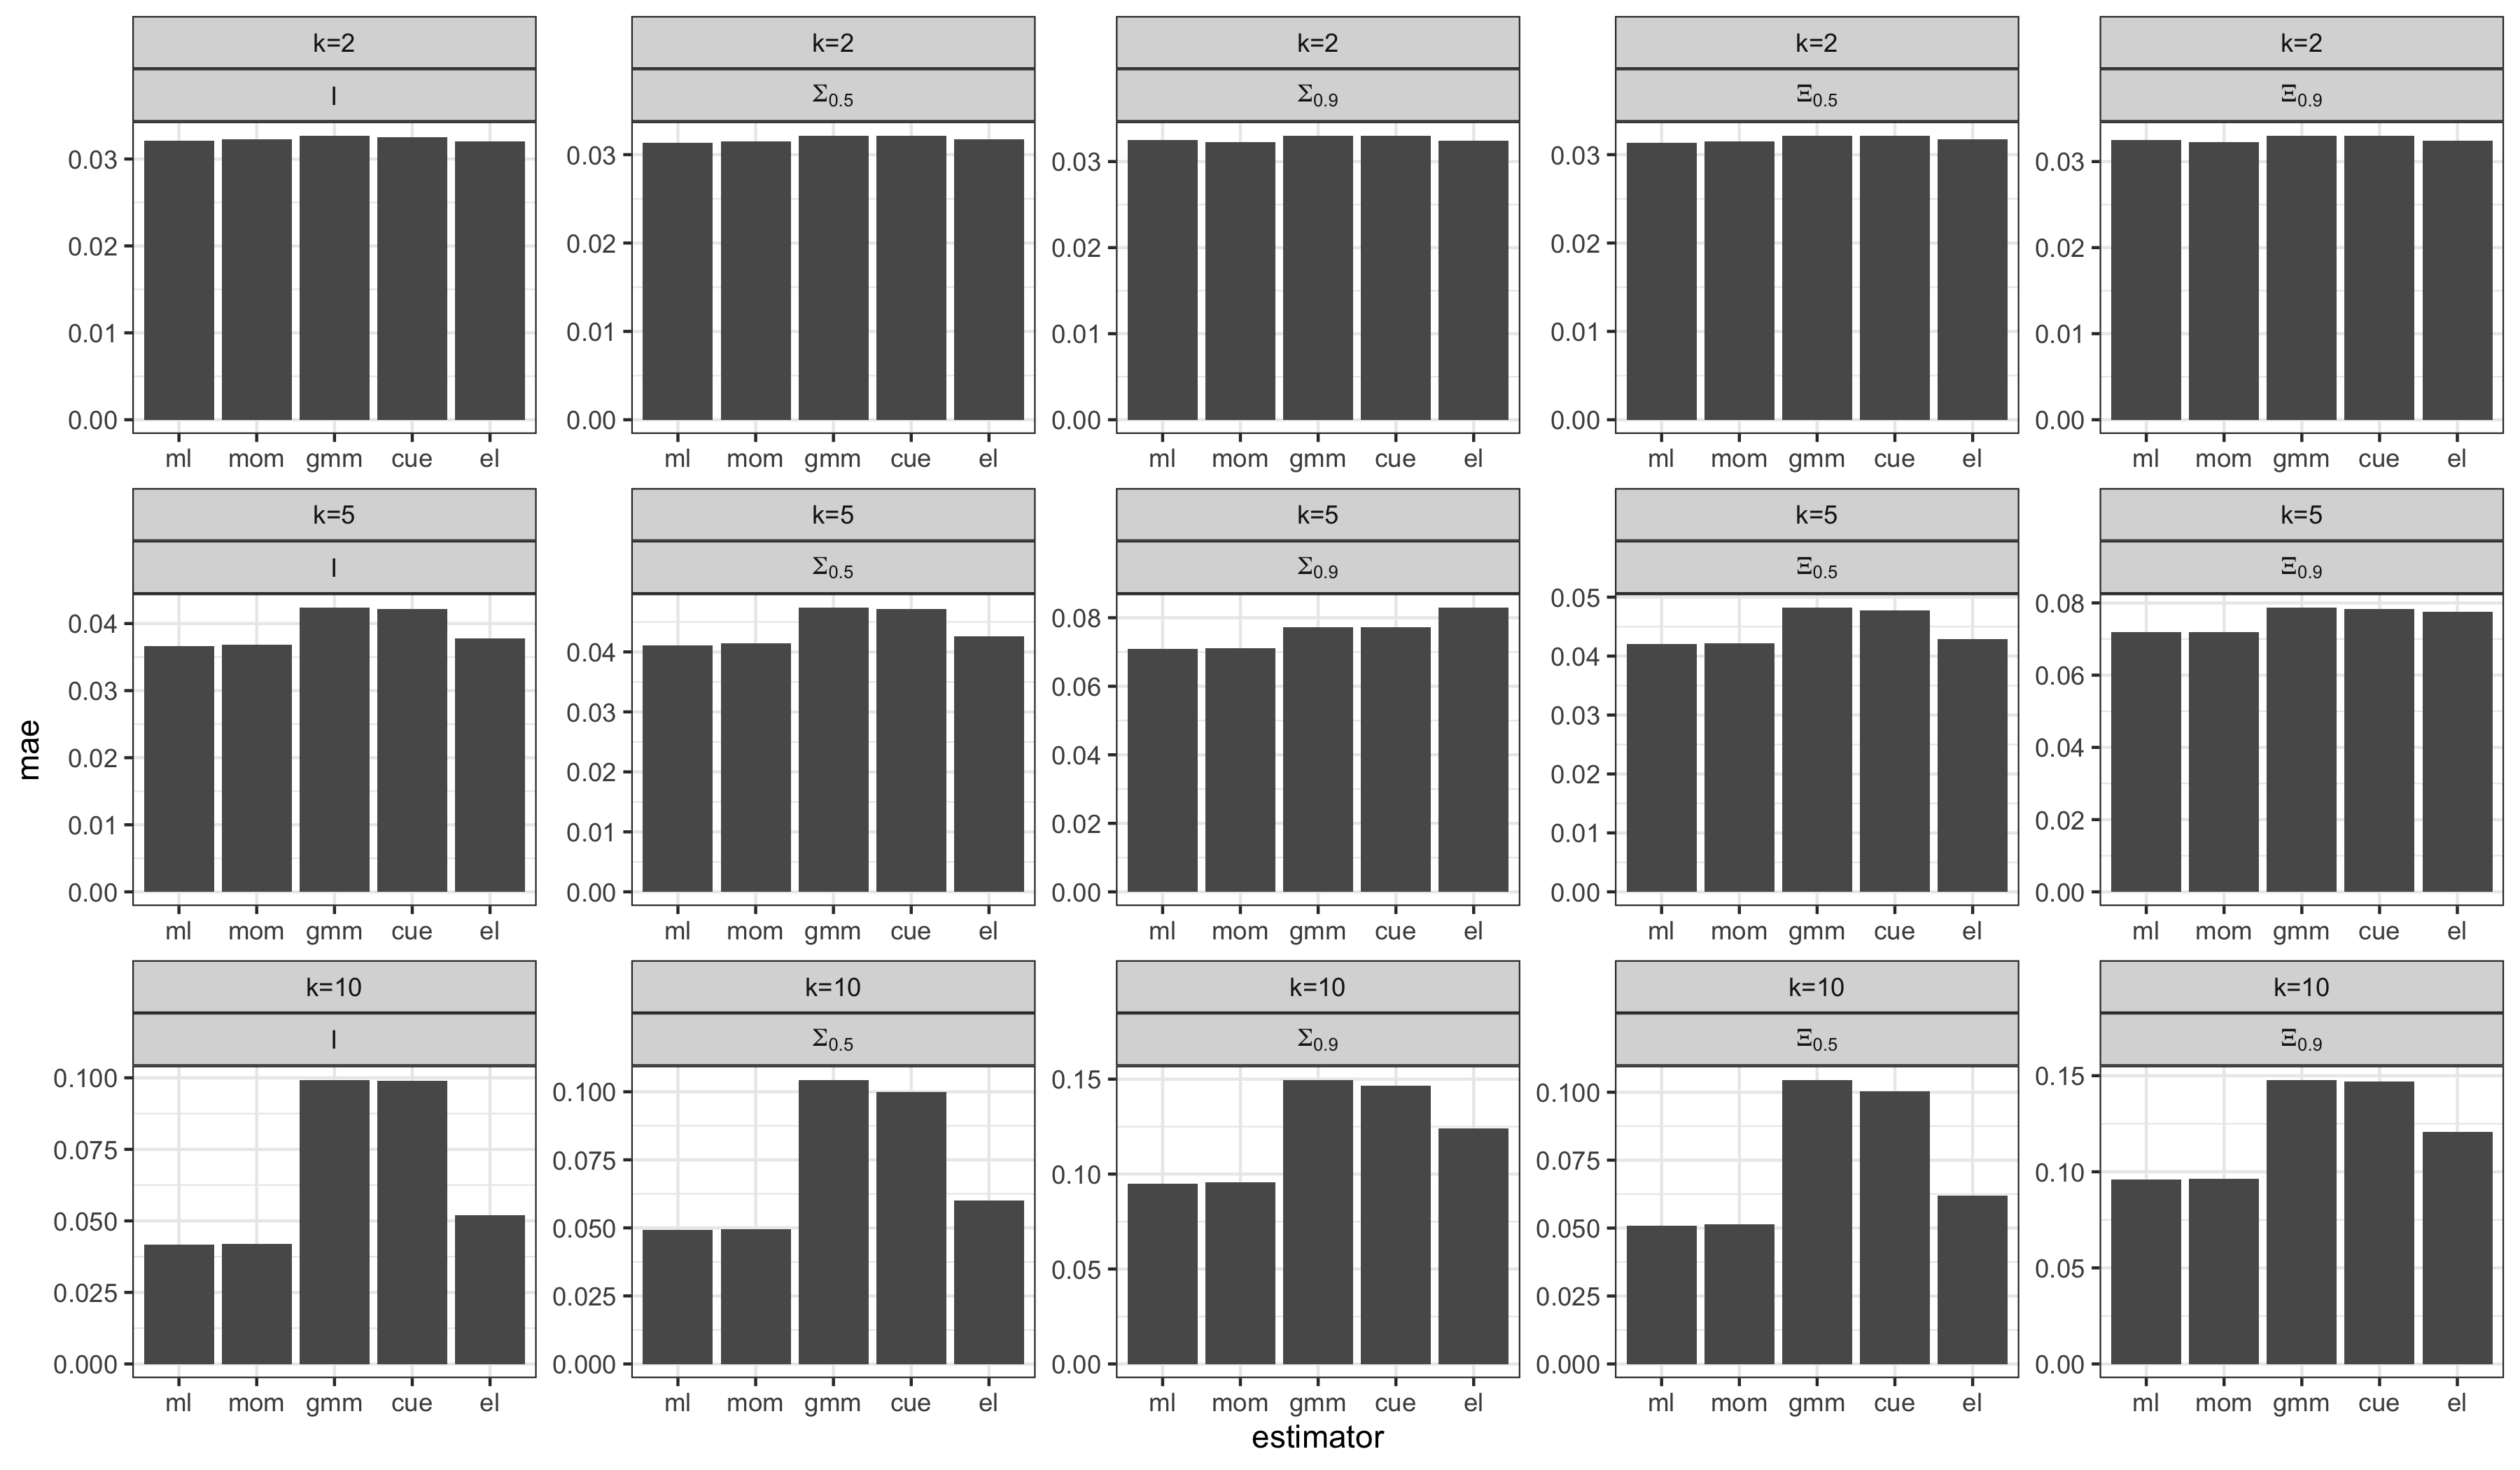 k=2 k=2 k=2 k=2 k=2
I Σ0.5 Σ0.9 Ξ0.5 Ξ0.9
0.03 0.03 0.03 0.03 0.03
0.02 0.02 0.02 0.02 0.02
0.01 0.01 0.01 0.01 0.01
0.00 0.00 0.00 0.00 0.00
ml mom gmm cue el ml mom gmm cue el ml mom gmm cue el ml mom gmm cue el ml mom gmm cue el
k=5 k=5 k=5 k=5 k=5
I Σ0.5 Σ0.9 Ξ0.5 Ξ0.9
0.04 0.03 0.02 0.01 0.00
0.04 0.03 0.02 0.01 0.00
0.08 0.06 0.04 0.02 0.00
0.05 0.04 0.03 0.02 0.01 0.00
0.08 0.06 0.04 0.02 0.00
mae
ml mom gmm cue el ml mom gmm cue el ml mom gmm cue el ml mom gmm cue el ml mom gmm cue el
k=10 k=10 k=10 k=10 k=10
I Σ0.5 Σ0.9 Ξ0.5 Ξ0.9
0.100 0.075 0.050 0.025 0.000
0.100 0.075 0.050 0.025 0.000
0.15 0.10 0.05 0.00
0.100 0.075 0.050 0.025 0.000
0.15 0.10 0.05 0.00
ml mom gmm cue el ml mom gmm cue el ml mom gmm cue el ml mom gmm cue el ml mom gmm cue el
estimator